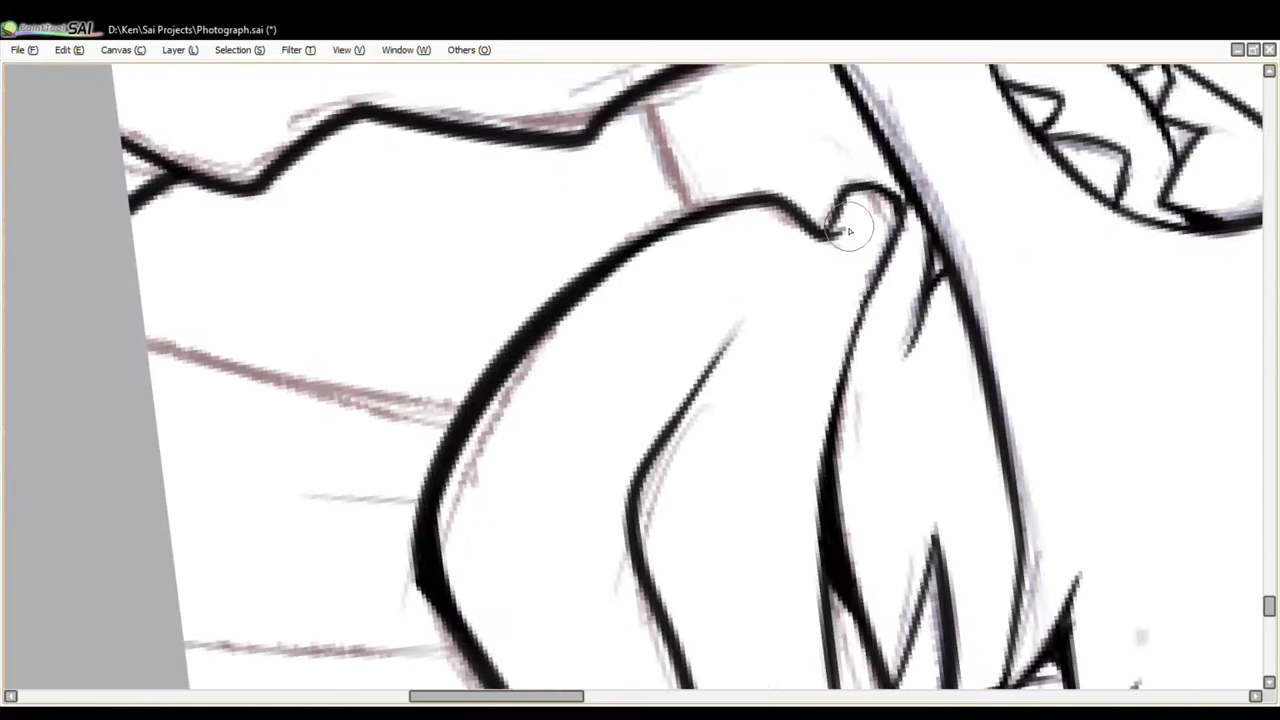 PaintTool SAI D:\Ken\Sai Projects\Photograph.sai (*)
File (F) Edit (E) Canvas (C) Layer (L) Selection (S) Filter (T) View (V) Window (W) Others (O)